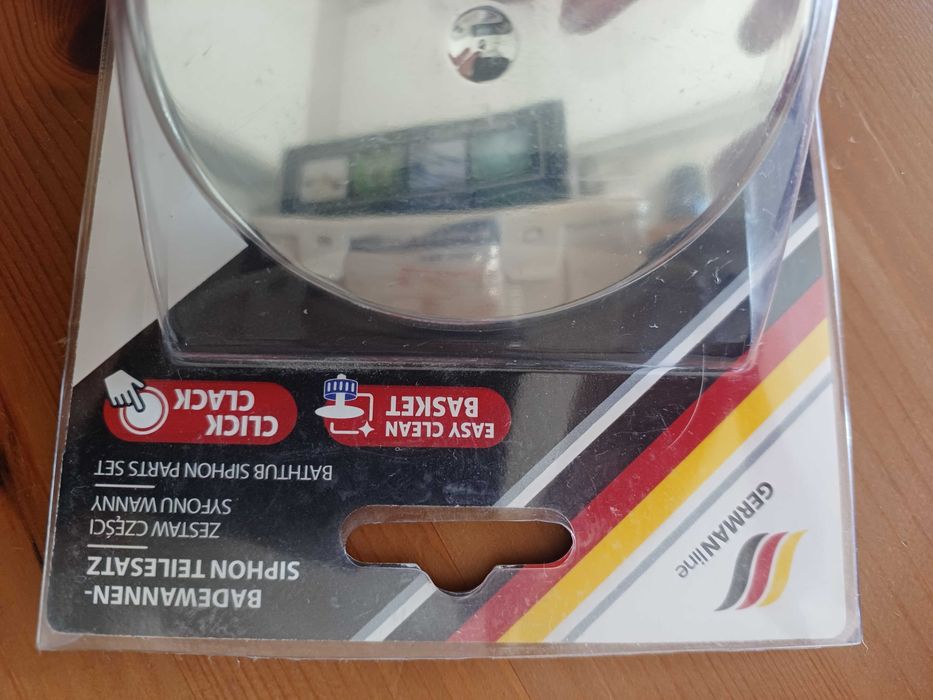 GERMANline
BADEWANNEN-
SIPHON TEILESATZ
ZESTAW CZĘŚCI
SYFONU WANNY
BATHTUB SIPHON PARTS SET
EASY CLEAN
BASKET
CLICK
CLACK